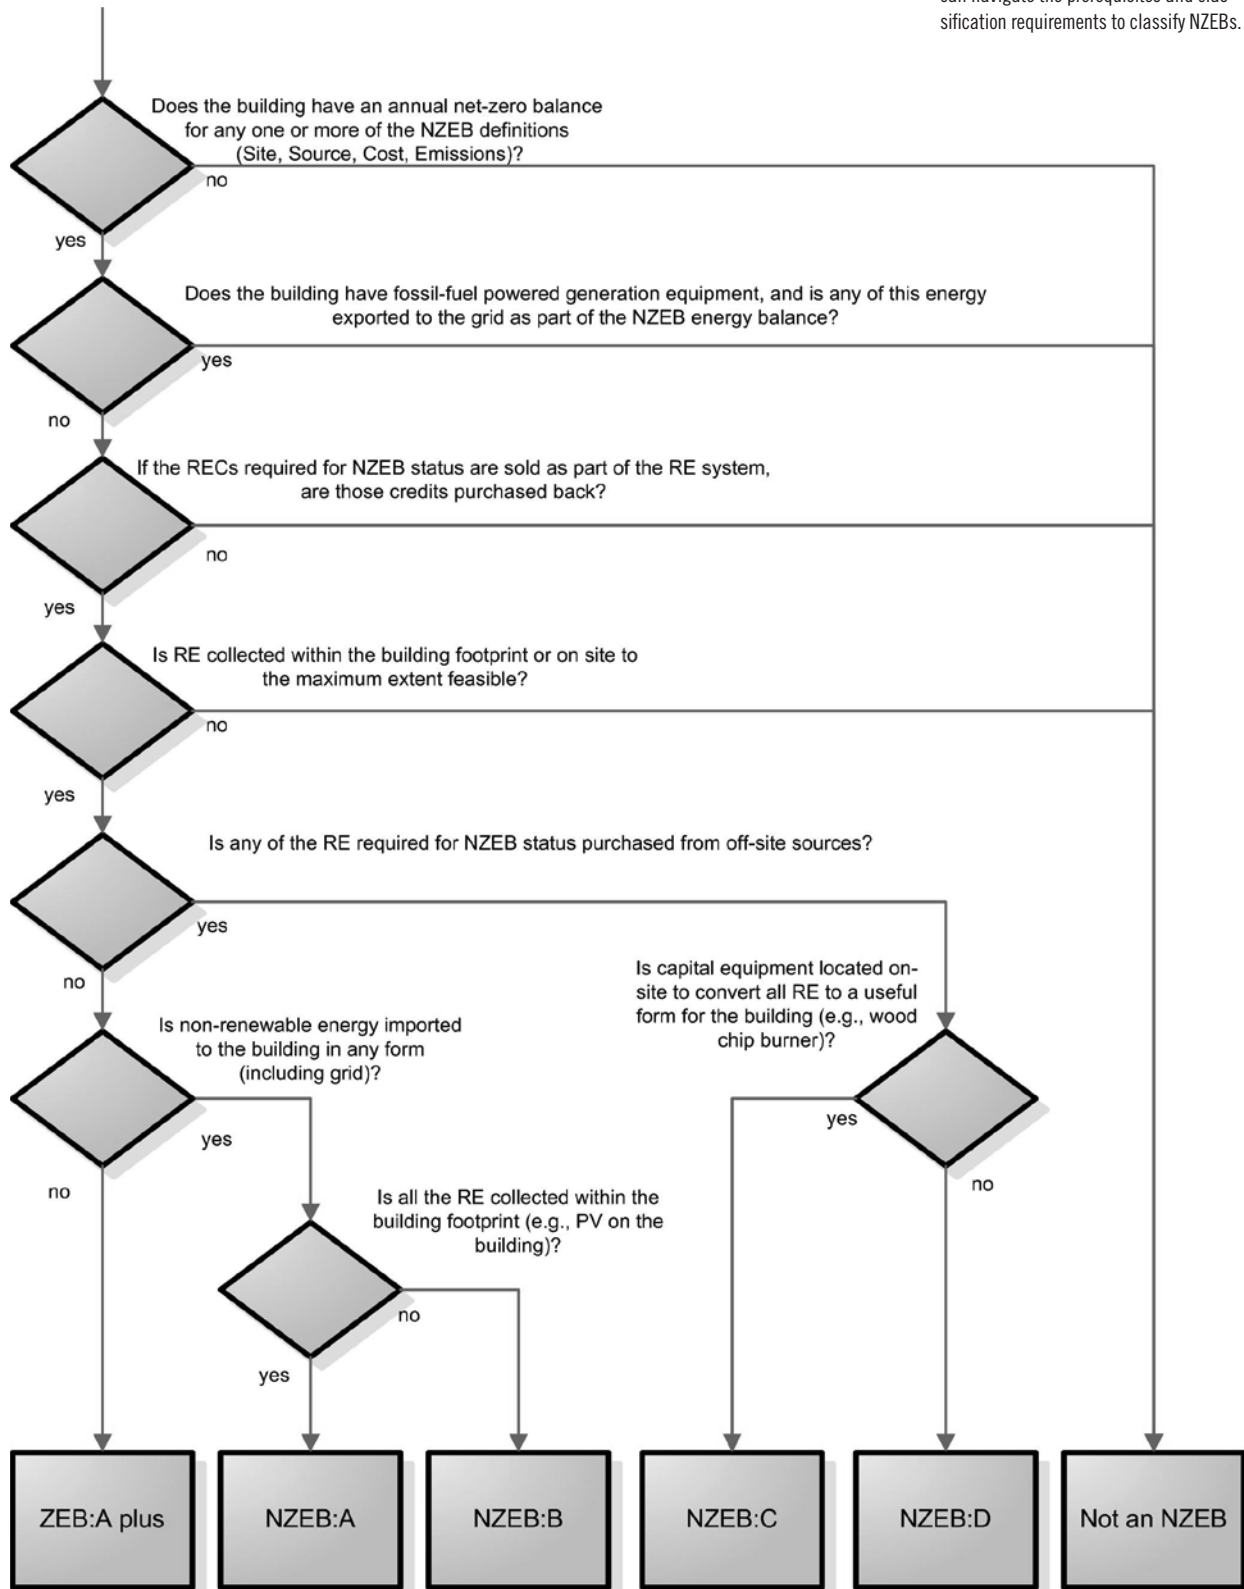 sification requirements to classify NZEBs.
Does the building have an annual net-zero balance
for any one or more of the NZEB definitions
(Site, Source, Cost, Emissions)?
no
yes
Does the building have fossil-fuel powered generation equipment, and is any of this energy
exported to the grid as part of the NZEB energy balance?
yes
no
If the RECs required for NZEB status are sold as part of the RE system,
are those credits purchased back?
no
yes
Is RE collected within the building footprint or on site to
the maximum extent feasible?
no
yes
Is any of the RE required for NZEB status purchased from off-site sources?
yes
no
Is capital equipment located on-
site to convert all RE to a useful
form for the building (e.g., wood
chip burner)?
yes
no
Is non-renewable energy imported
to the building in any form
(including grid)?
yes
no
Is all the RE collected within the
building footprint (e.g., PV on the
building)?
no
yes
ZEB:A plus
NZEB:A
NZEB:B
NZEB:C
NZEB:D
Not an NZEB